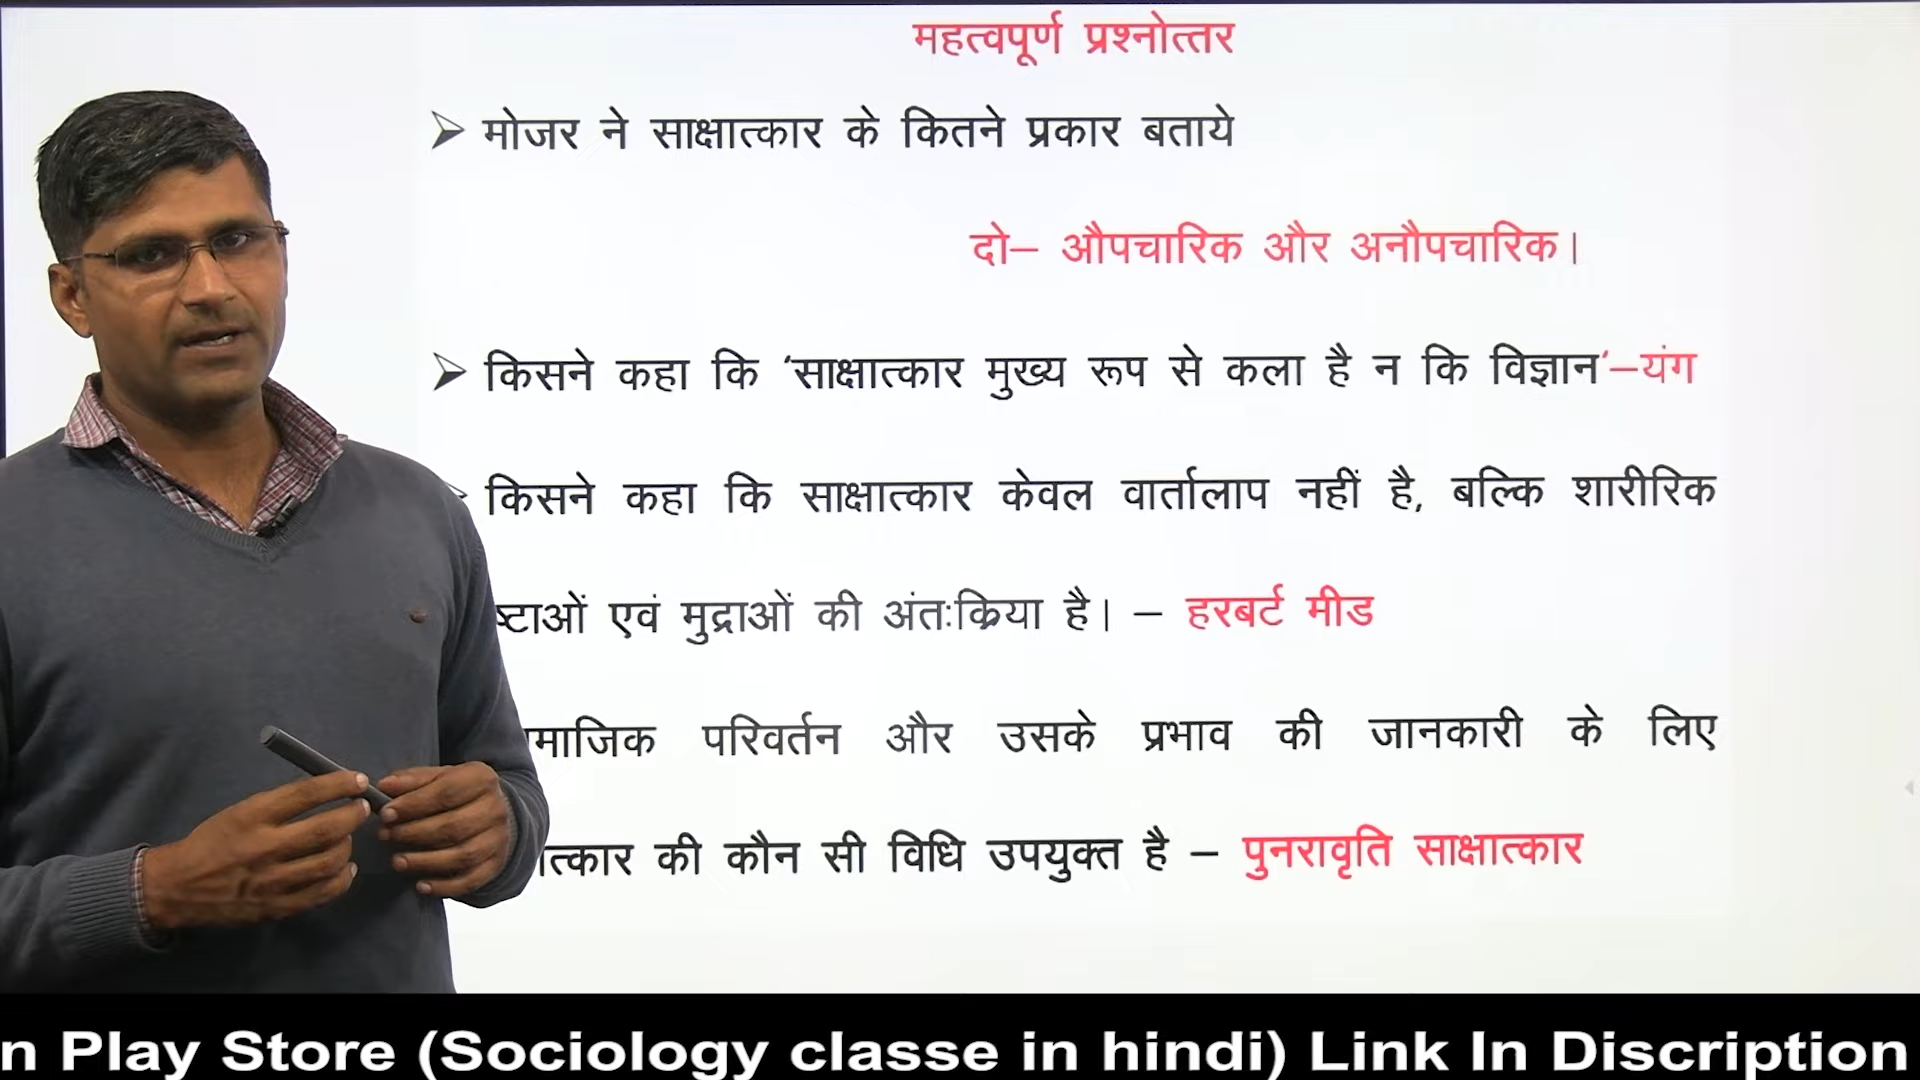 महत्वपूर्ण प्रश्नोत्तर
मोजर ने साक्षात्कार के कितने प्रकार बताये
दो– औपचारिक और अनौपचारिक।
किसने कहा कि ‘साक्षात्कार मुख्य रूप से कला है न कि विज्ञान‘–यंग
किसने कहा कि साक्षात्कार केवल वार्तालाप नहीं है, बल्कि शारीरिक
एवं मुद्राओं की अंतःक्रिया है। – हरबर्ट मीड
परिवर्तन और उसके प्रभाव की जानकारी के लिए
की कौन सी विधि उपयुक्त है – पुनरावृति साक्षात्कार
n Play Store (Sociology classe in hindi) Link In Discription